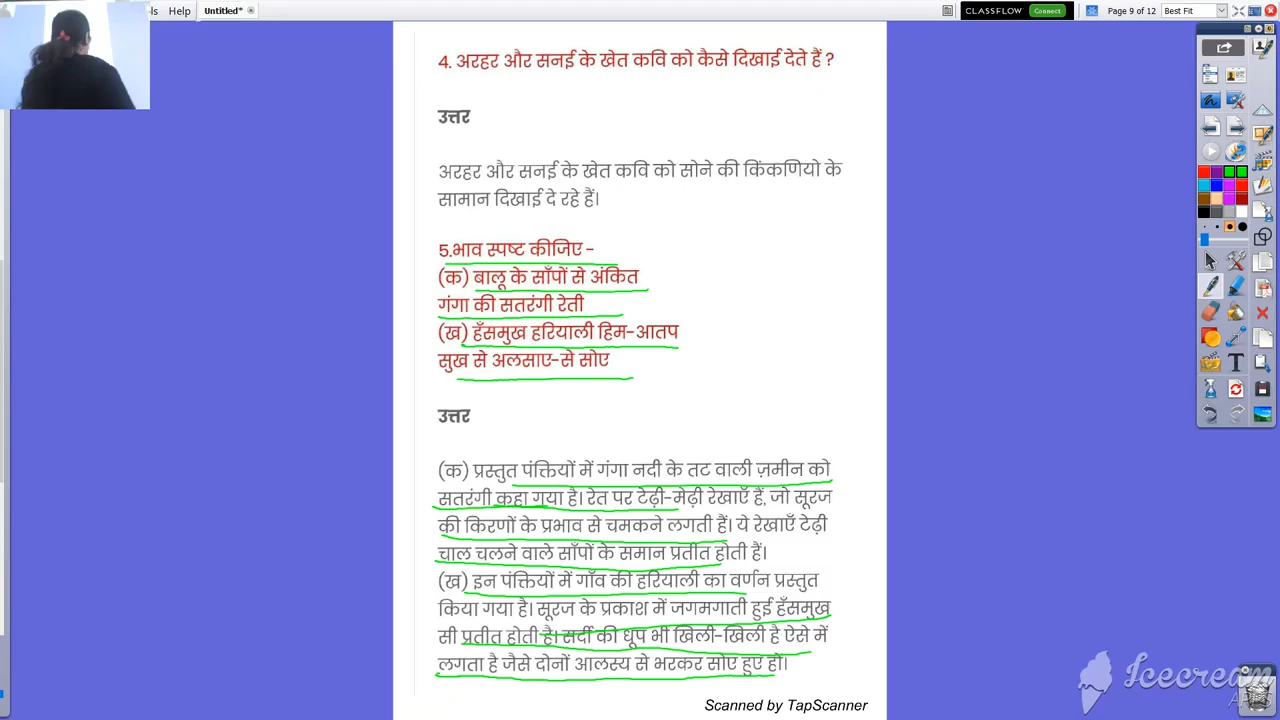 ls Help Untitled* CLASSFLOW Connect Page 9 of 12 Best Fit
4. अरहर और सनई के खेत कवि को कैसे दिखाई देते हैं ?
उत्तर
अरहर और सनई के खेत कवि को सोने की किंकणियो के
सामान दिखाई दे रहे हैं।
5.भाव स्पष्ट कीजिए -
(क) बालू के साँपों से अंकित
गंगा की सतरंगी रेती
(ख) हँसमुख हरियाली हिम-आतप
सुख से अलसाए-से सोए
उत्तर
(क) प्रस्तुत पंक्तियों में गंगा नदी के तट वाली ज़मीन को
सतरंगी कहा गया है। रेत पर टेढ़ी-मेढ़ी रेखाएँ हैं, जो सूरज
की किरणों के प्रभाव से चमकने लगती हैं। ये रेखाएँ टेढ़ी
चाल चलने वाले साँपों के समान प्रतीत होती हैं।
(ख) इन पंक्तियों में गाँव की हरियाली का वर्णन प्रस्तुत
किया गया है। सूरज के प्रकाश में जगमगाती हुई हँसमुख
सी प्रतीत होती है। सर्दी की धूप भी खिली-खिली है ऐसे में
लगता है जैसे दोनों आलस्य से भरकर सोए हुए हों।
Icecream
APPS
Scanned by TapScanner